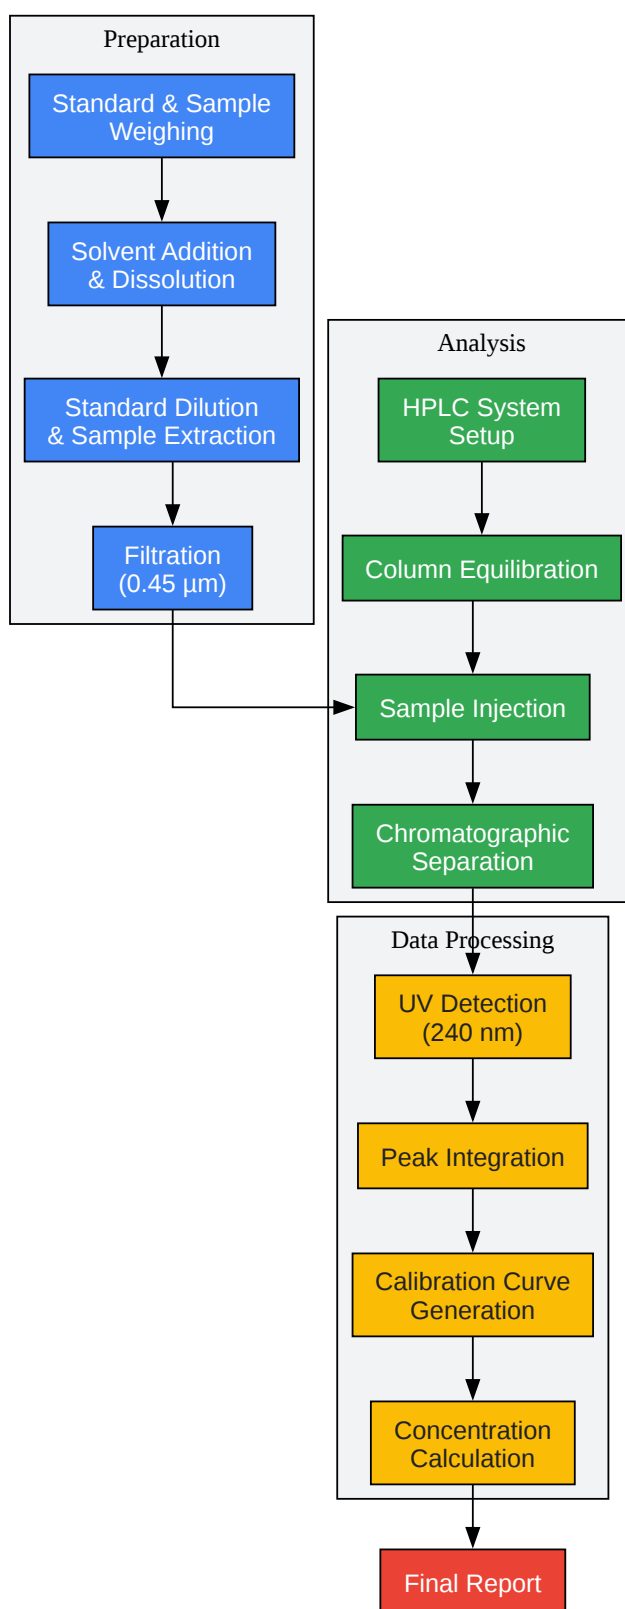 Preparation
Standard & Sample
Weighing
Solvent Addition
& Dissolution
Standard Dilution
& Sample Extraction
Filtration
(0.45 µm)
Analysis
HPLC System
Setup
Column Equilibration
Sample Injection
Chromatographic
Separation
Data Processing
UV Detection
(240 nm)
Peak Integration
Calibration Curve
Generation
Concentration
Calculation
Final Report